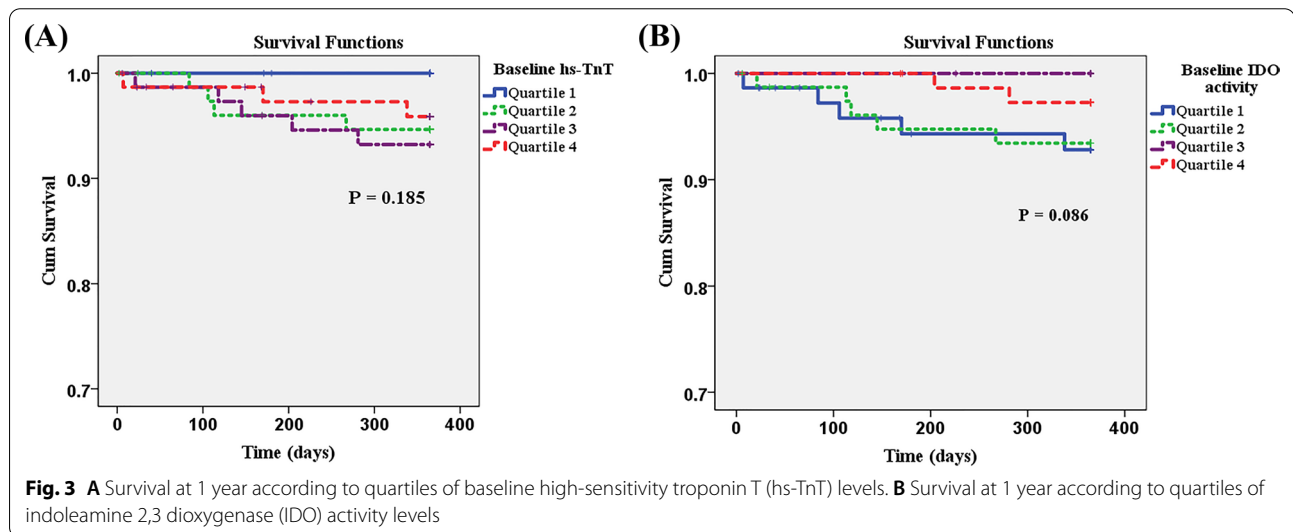 (A)
Survival Functions
Cum Survival
1.0
0.9
0.8
0.7
0
100
200
300
400
Time (days)
P = 0.185
Baseline hs-TnT
Quartile 1
Quartile 2
Quartile 3
Quartile 4
(B)
Survival Functions
Cum Survival
1.0
0.9
0.8
0.7
0
100
200
300
400
Time (days)
P = 0.086
Baseline IDO
activity
Quartile 1
Quartile 2
Quartile 3
Quartile 4
Fig. 3 A Survival at 1 year according to quartiles of baseline high-sensitivity troponin T (hs-TnT) levels. B Survival at 1 year according to quartiles of
indoleamine 2,3 dioxygenase (IDO) activity levels